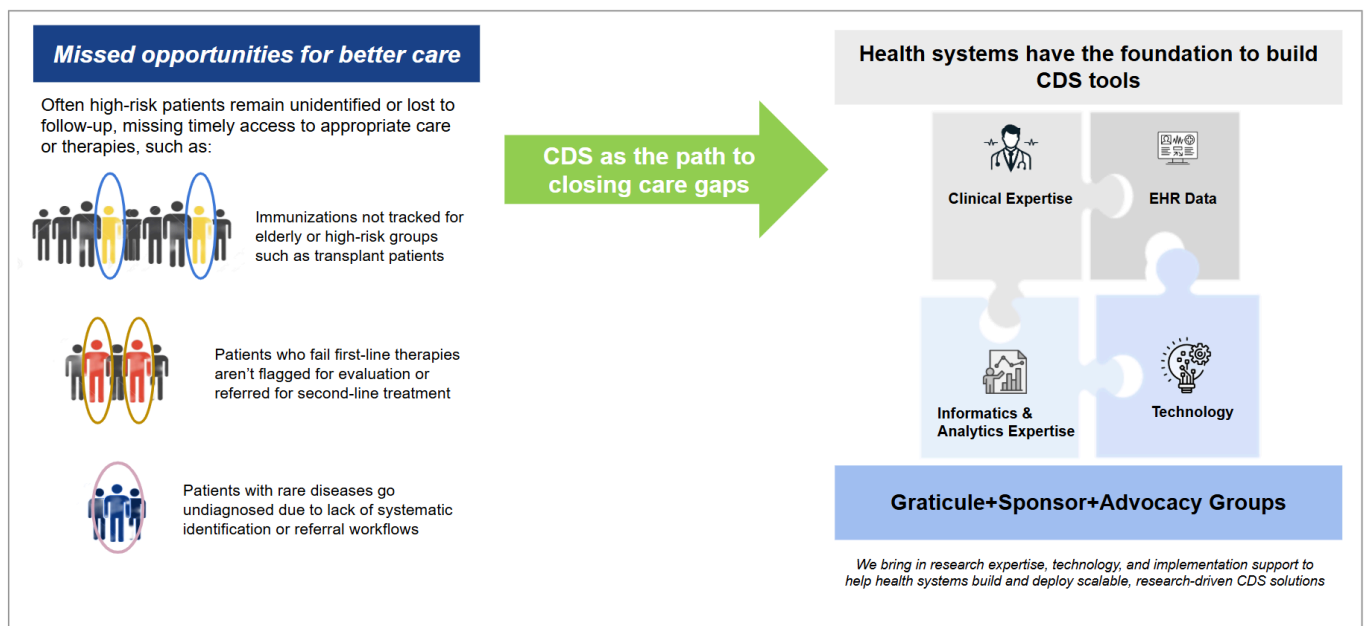 Missed opportunities for better care
Often high-risk patients remain unidentified or lost to
follow-up, missing timely access to appropriate care
or therapies, such as:
Immunizations not tracked for
elderly or high-risk groups
such as transplant patients
Patients who fail first-line therapies
aren’t flagged for evaluation or
referred for second-line treatment
Patients with rare diseases go
undiagnosed due to lack of systematic
identification or referral workflows
CDS as the path to
closing care gaps
Health systems have the foundation to build
CDS tools
Clinical Expertise
EHR Data
Informatics &
Analytics Expertise
Technology
Graticule+Sponsor+Advocacy Groups
We bring in research expertise, technology, and implementation support to
help health systems build and deploy scalable, research-driven CDS solutions